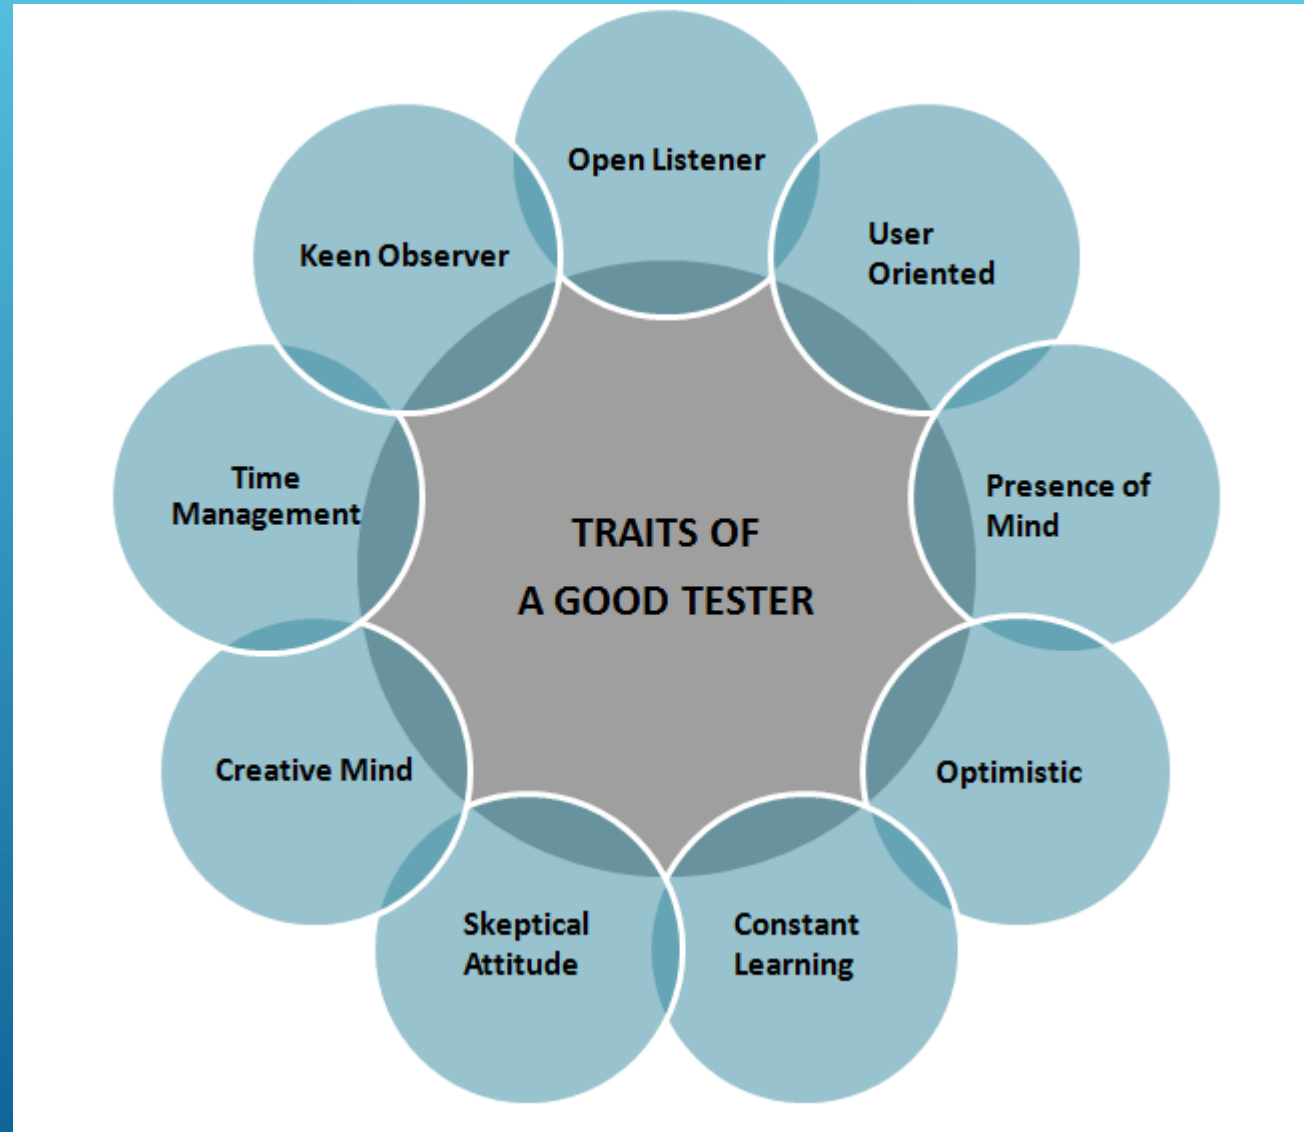 Open Listener
User
Oriented
Keen Observer
Presence of
Mind
Time
Management
TRAITS OF
A GOOD TESTER
Optimistic
Creative Mind
Constant
Learning
Skeptical
Attitude